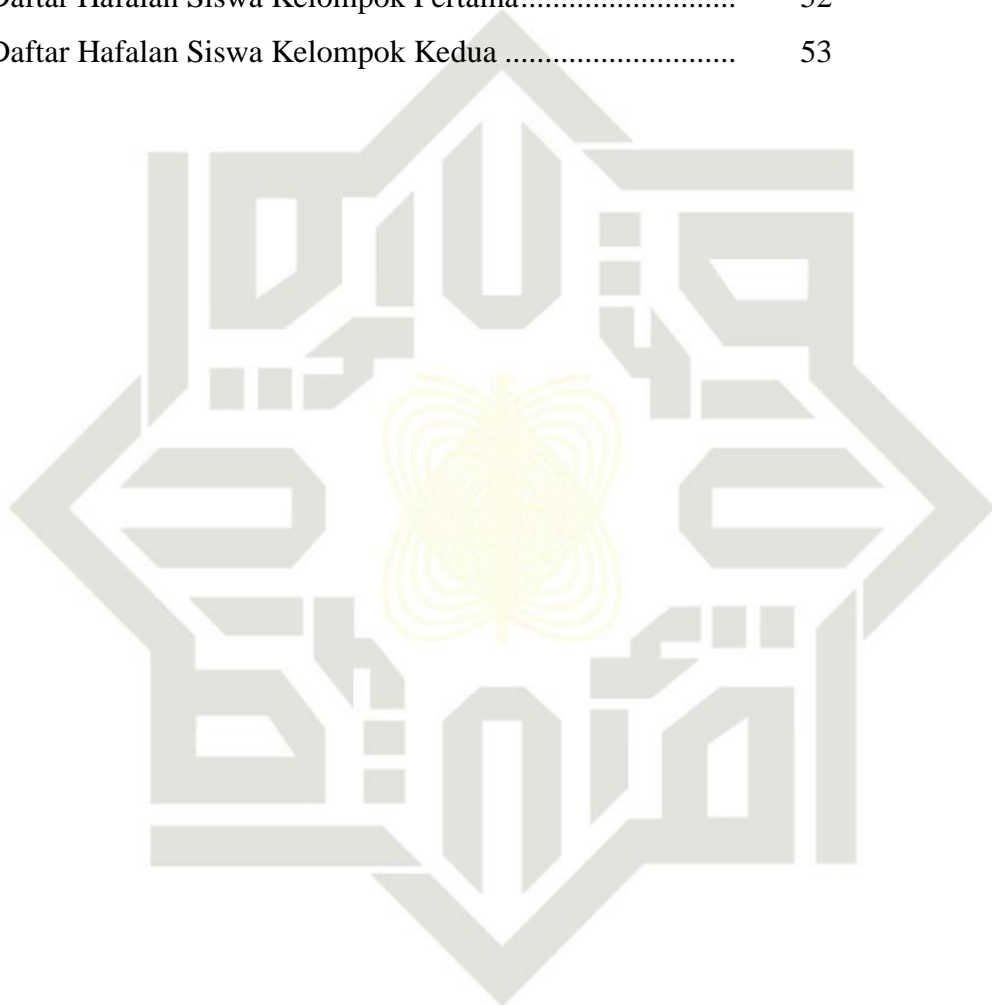 Daftar Hafalan Siswa Kelompok Pertama........................... 52
Daftar Hafalan Siswa Kelompok Kedua ............................. 53